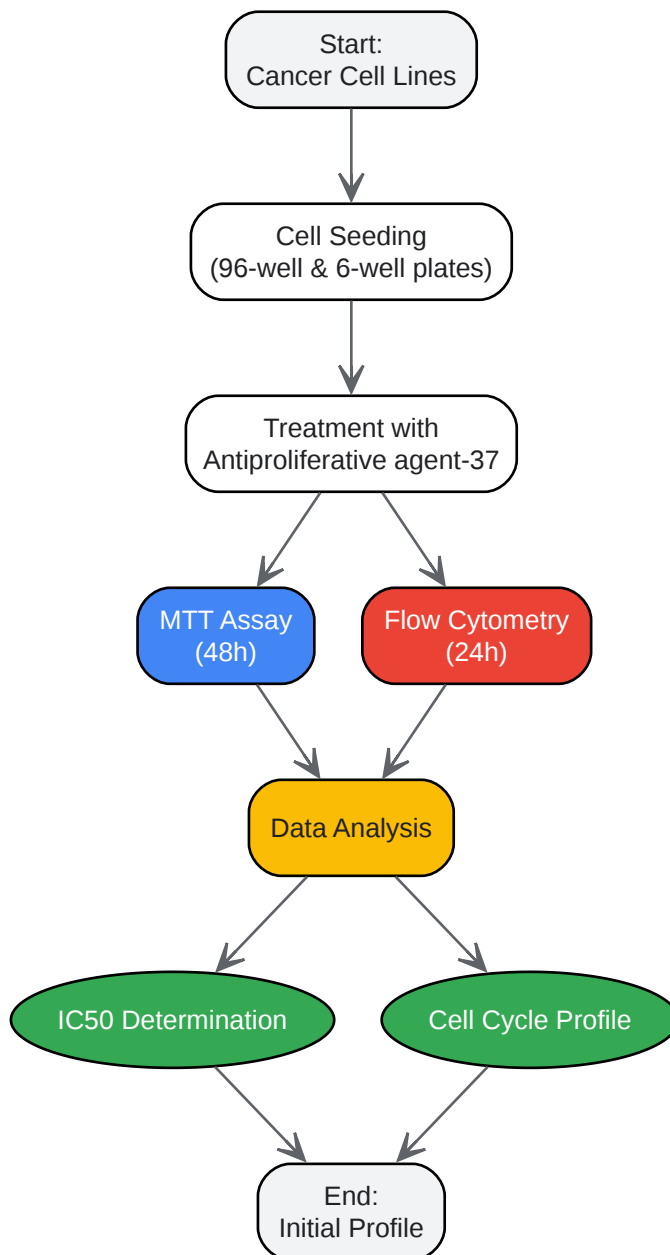 Start:
Cancer Cell Lines
Cell Seeding
(96-well & 6-well plates)
Treatment with
Antiproliferative agent-37
MTT Assay
(48h)
Flow Cytometry
(24h)
Data Analysis
IC50 Determination
Cell Cycle Profile
End:
Initial Profile